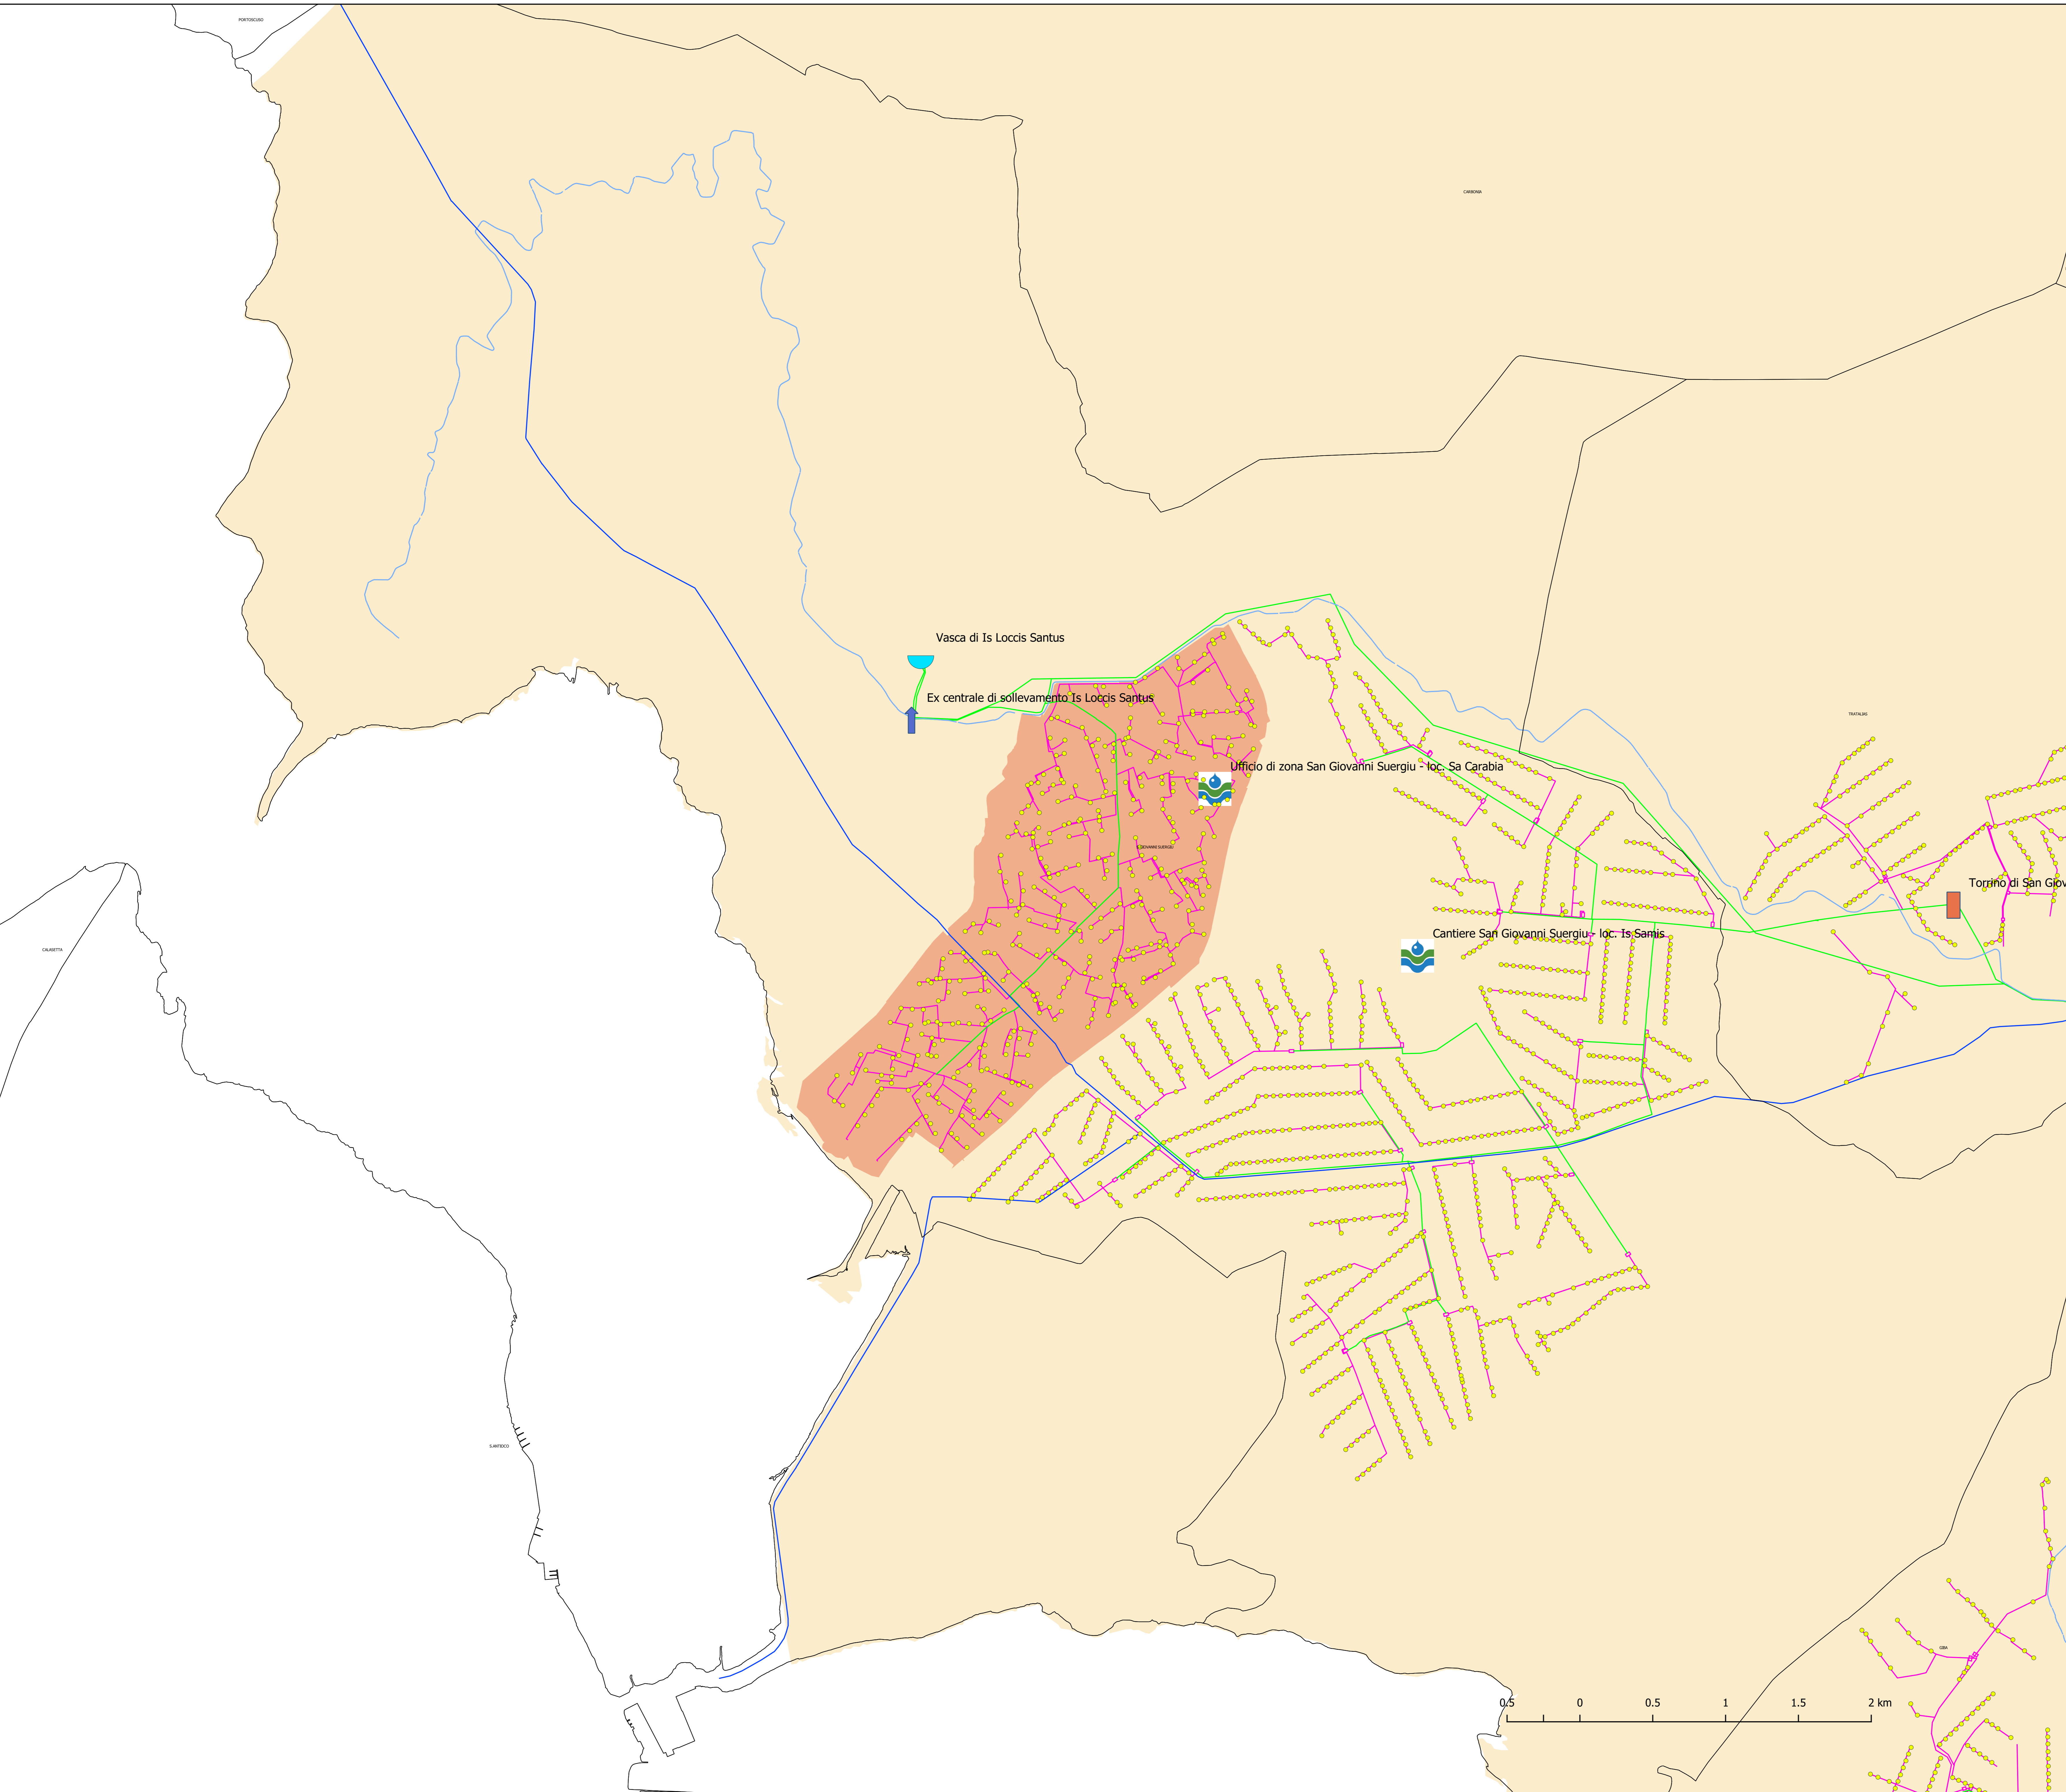 PORTOSCUSO
CARBONIA
Vasca di Is Loccis Santus
Ex centrale di sollevamento Is Loccis Santus
TRATALIAS
Ufficio di zona San Giovanni Suergiu - loc. Sa Carabia
S. GIOVANNI SUERGIU
Torrino di San Giov
Cantiere San Giovanni Suergiu - loc. Is Samis
CALASETTA
S.ANTIOCO
GIBA
0.5 0 0.5 1 1.5 2 km